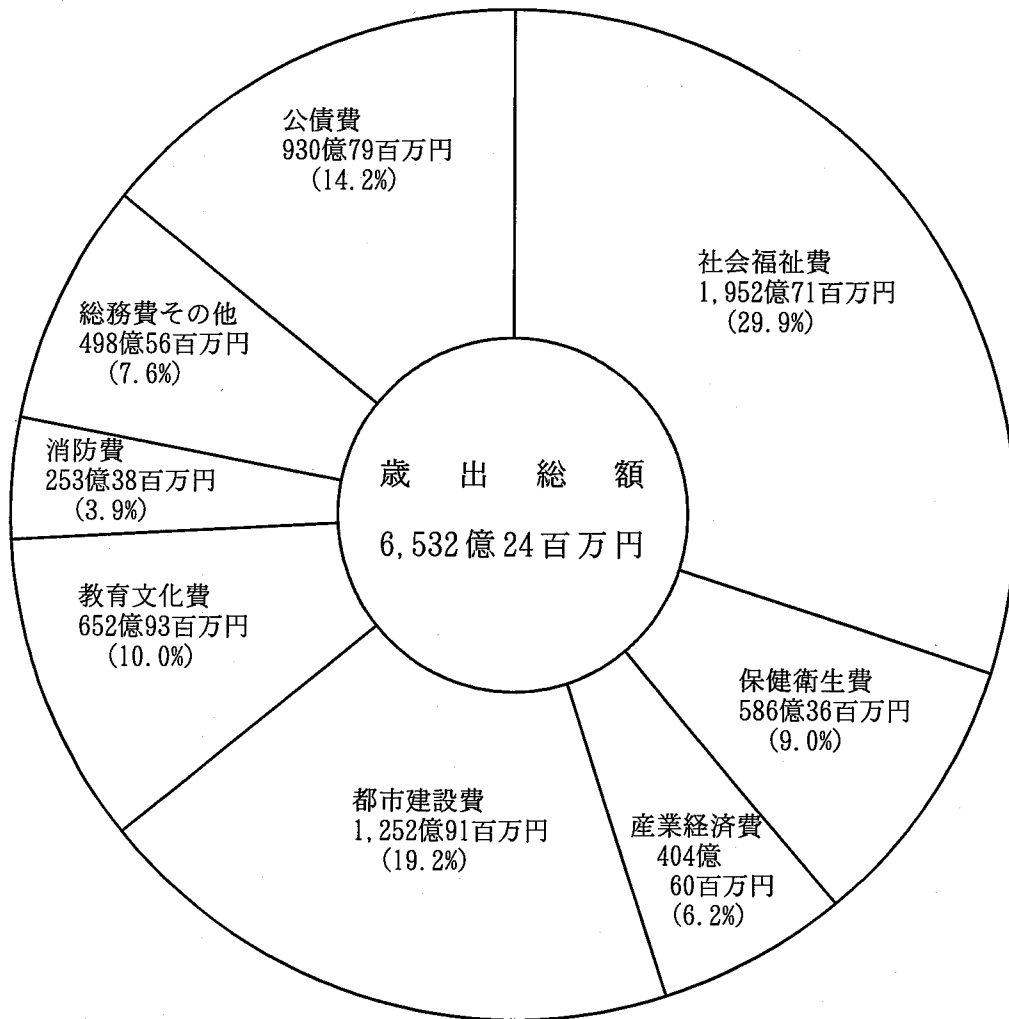 公債費
930億79百万円
(14.2%)
社会福祉費
1,952億71百万円
(29.9%)
総務費その他
498億56百万円
(7.6%)
消防費
253億38百万円
(3.9%)
歳出総額
6,532億24百万円
教育文化費
652億93百万円
(10.0%)
保健衛生費
586億36百万円
(9.0%)
都市建設費
1,252億91百万円
(19.2%)
産業経済費
404億
60百万円
(6.2%)